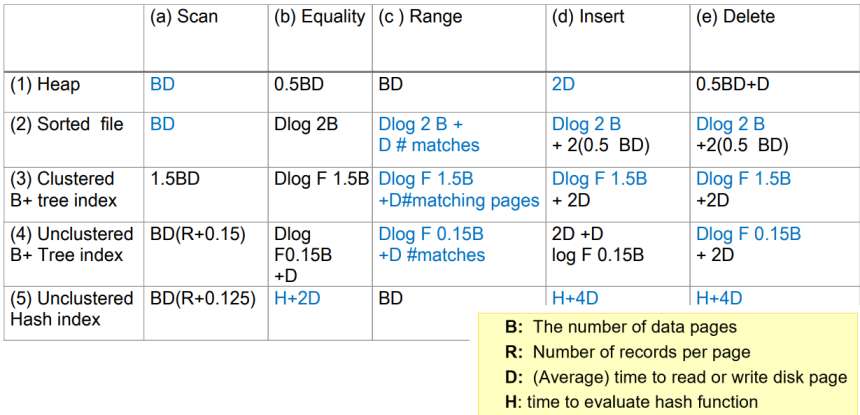 (a) Scan (b) Equality (c ) Range (d) Insert (e) Delete
(1) Heap BD 0.5BD BD 2D 0.5BD+D
(2) Sorted file BD Dlog 2B Dlog 2 B + Dlog 2 B Dlog 2 B
D # matches + 2(0.5 BD) +2(0.5 BD)
(3) Clustered 1.5BD Dlog F 1.5B Dlog F 1.5B Dlog F 1.5B Dlog F 1.5B
B+ tree index +D#matching pages + 2D +2D
(4) Unclustered BD(R+0.15) Dlog Dlog F 0.15B 2D +D Dlog F 0.15B
B+ Tree index F0.15B +D #matches log F 0.15B + 2D
+D
(5) Unclustered BD(R+0.125) H+2D BD H+4D H+4D
Hash index
B: The number of data pages
R: Number of records per page
D: (Average) time to read or write disk page
H: time to evaluate hash function